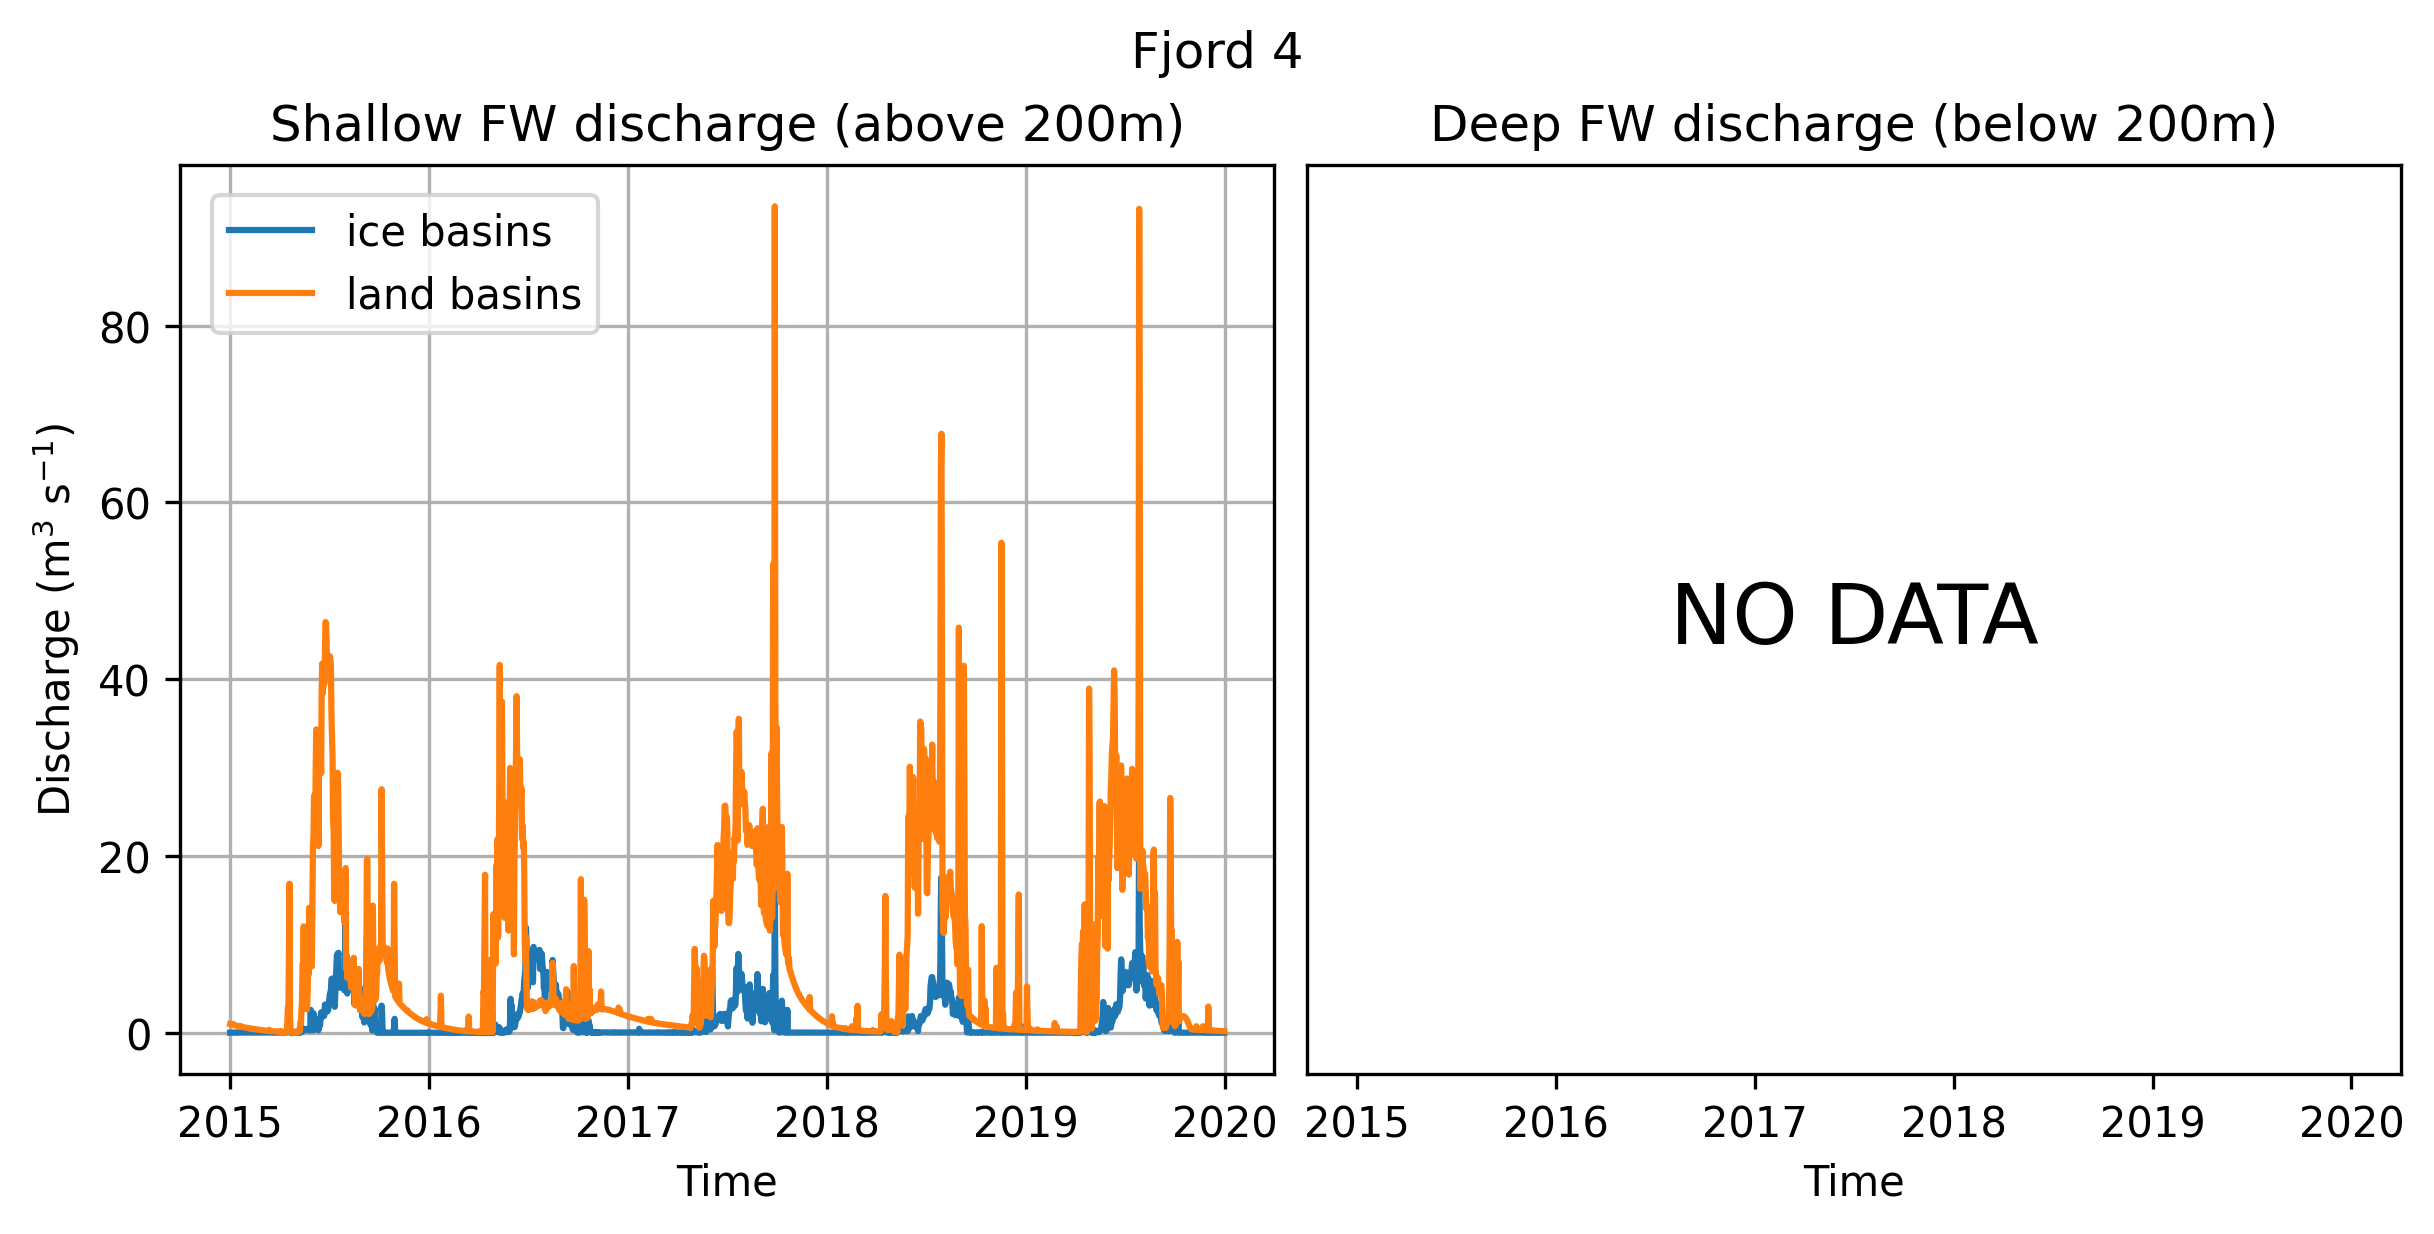 Fjord 4
Shallow FW discharge (above 200m)
Deep FW discharge (below 200m)
ice basins
land basins
Discharge (m³ s⁻¹)
80
60
40
20
0
NO DATA
2015 2016 2017 2018 2019 2020
2015 2016 2017 2018 2019 2020
Time
Time